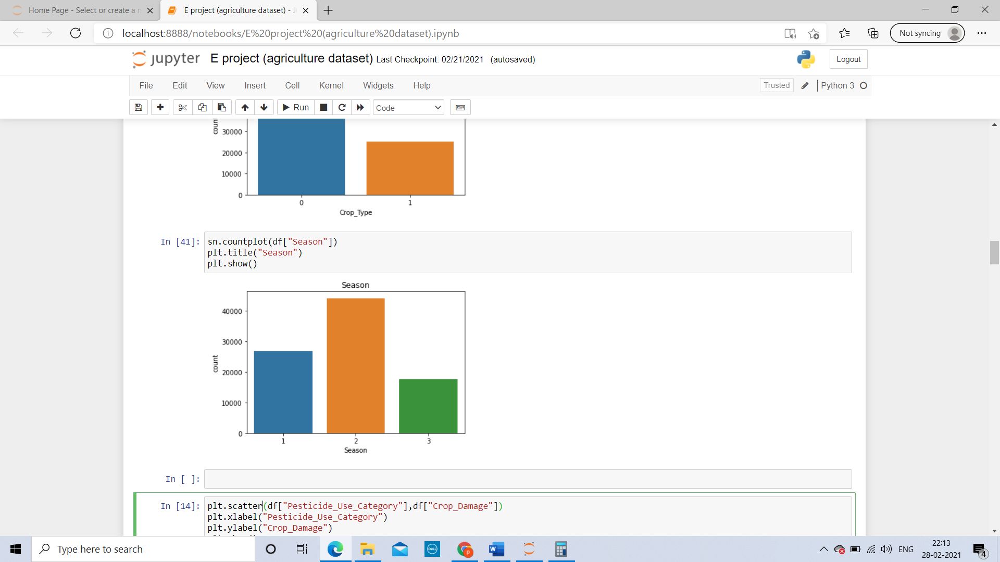 Home Page - Select or create a n
E project (agriculture dataset) - J
localhost:8888/notebooks/E%20project%20(agriculture%20dataset).ipynb
Not syncing
jupyter E project (agriculture dataset) Last Checkpoint: 02/21/2021 (autosaved)
Logout
File Edit View Insert Cell Kernel Widgets Help
Trusted
Python 3
Run
Code
count
30000
20000
10000
0
0 1
Crop_Type
In [41]:
sn.countplot(df["Season"])
plt.title("Season")
plt.show()
Season
40000
30000
20000
10000
0
count
1 2 3
Season
In [ ]:
In [14]:
plt.scatter(df["Pesticide_Use_Category"],df["Crop_Damage"])
plt.xlabel("Pesticide_Use_Category")
plt.ylabel("Crop_Damage")
Type here to search
DELL
p
W
ENG
22:13
28-02-2021
4